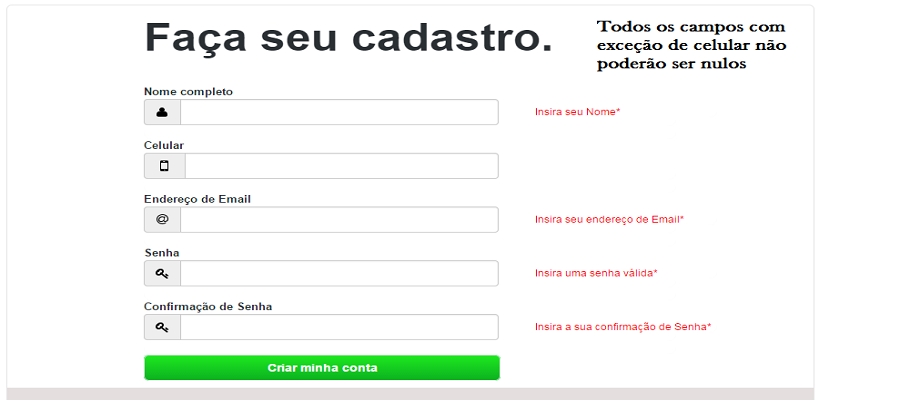 Faça seu cadastro.
Todos os campos com
exceção de celular não
poderão ser nulos
Nome completo
Insira seu Nome*
Celular
Endereço de Email
@
Insira seu endereço de Email*
Senha
Insira uma senha válida*
Confirmação de Senha
Insira a sua confirmação de Senha*
Criar minha conta